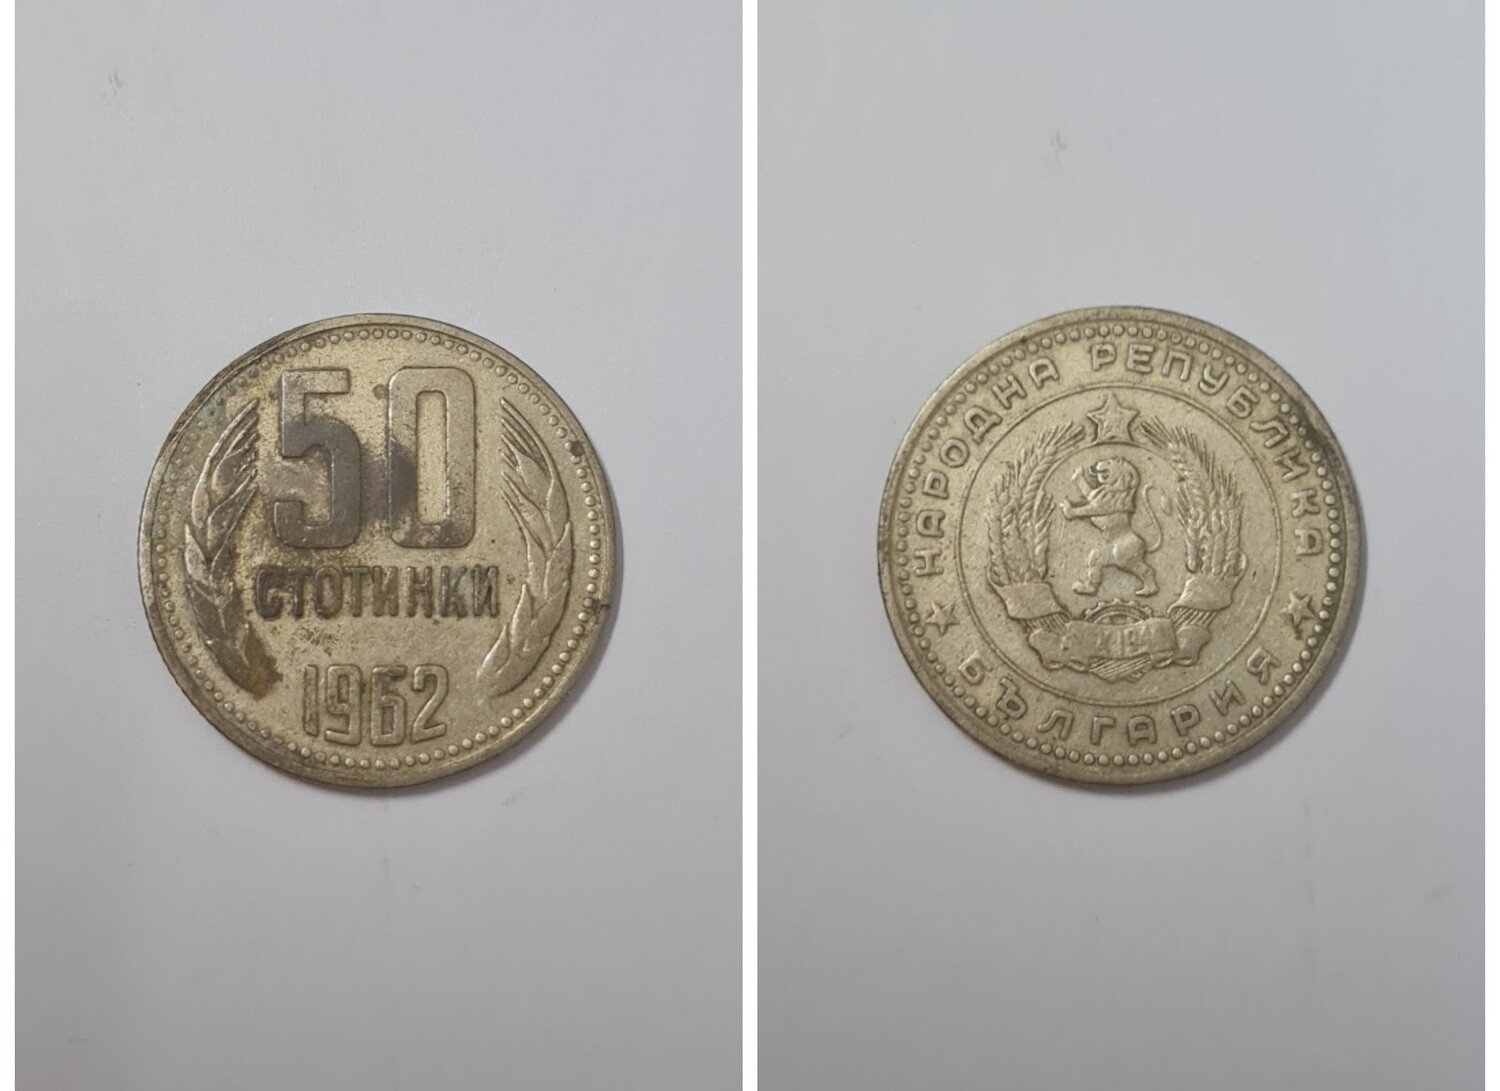 50
СТОТИНКИ
1962
НАРОДНА РЕПУБЛИКА
БЪЛГАРИЯ